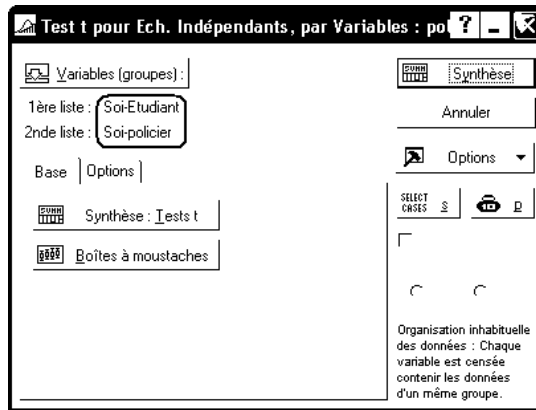 Test t pour Ech. Indépendants, par Variables : pol ? _ X
Variables (groupes) :
1ère liste : Soi-Etudiant
2nde liste : Soi-policier
Base Options
Synthèse : Tests t
Boîtes à moustaches
Synthèse
Annuler
Options
SELECT CASES S D
Organisation inhabituelle
des données : Chaque
variable est censée
contenir les données
d'un même groupe.